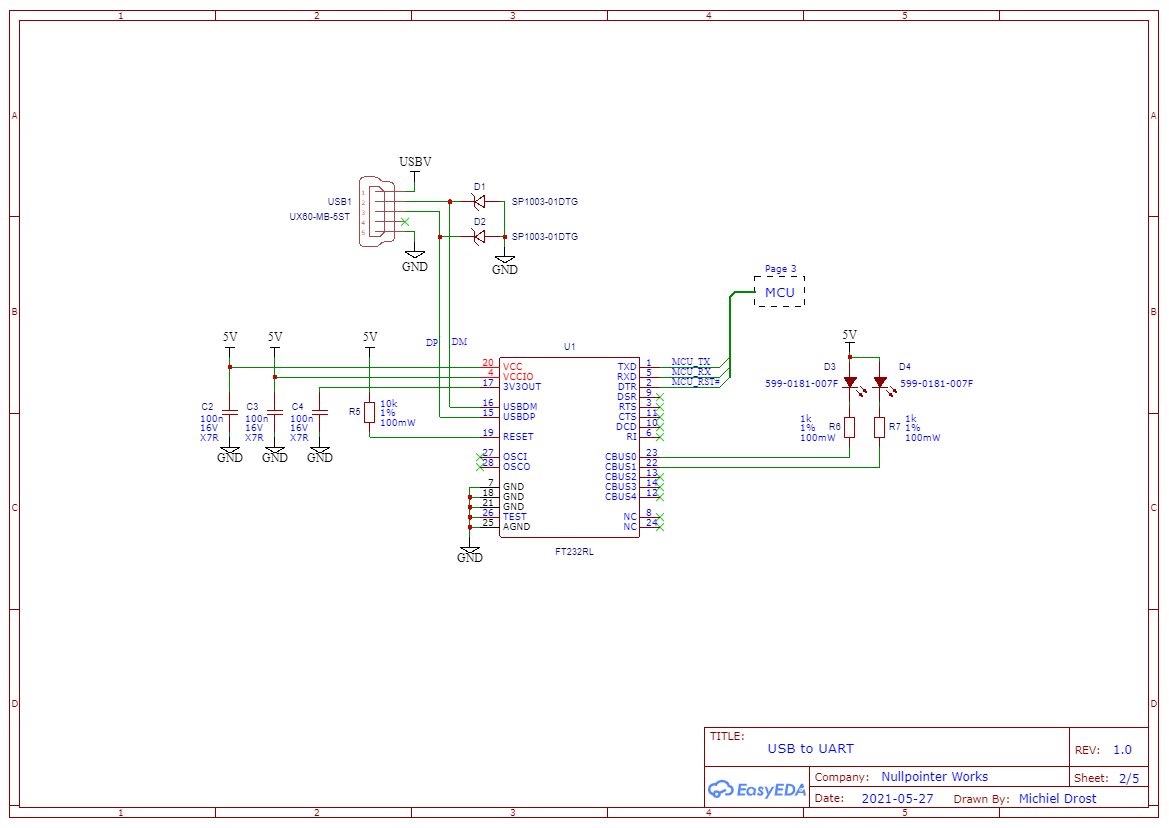 1 2 3 4 5
A A
USBV
D1
USB1
UX60-MB-5ST
1
2
3
4
5
SP1003-01DTG
D2
SP1003-01DTG
GND
GND
Page 3
MCU
B B
5V 5V 5V
DP DM
U1
5V
20 VCC
4 VCCIO
17 3V3OUT
16 USBDM
15 USBDP
19 RESET
27 OSCI
28 OSCO
7 GND
18 GND
21 GND
26 TEST
25 AGND
TXD 1 MCU_TX
RXD 5 MCU_RX
DTR 2 MCU_RST#
DSR 9
RTS 3
CTS 11
DCD 10
RI 6
CBUS0 23
CBUS1 22
CBUS2 13
CBUS3 14
CBUS4 12
NC 8
NC 24
FT232RL
D3
599-0181-007F
D4
599-0181-007F
C2
100n
16V
X7R
C3
100n
16V
X7R
C4
100n
16V
X7R
R5
10k
1%
100mW
1k
1%
100mW
R6
R7
1k
1%
100mW
GND GND GND
GND
C C
D D
TITLE:
USB to UART
REV: 1.0
EasyEDA
Company: Nullpointer Works
Sheet: 2/5
Date: 2021-05-27 Drawn By: Michiel Drost
1 2 3 4 5